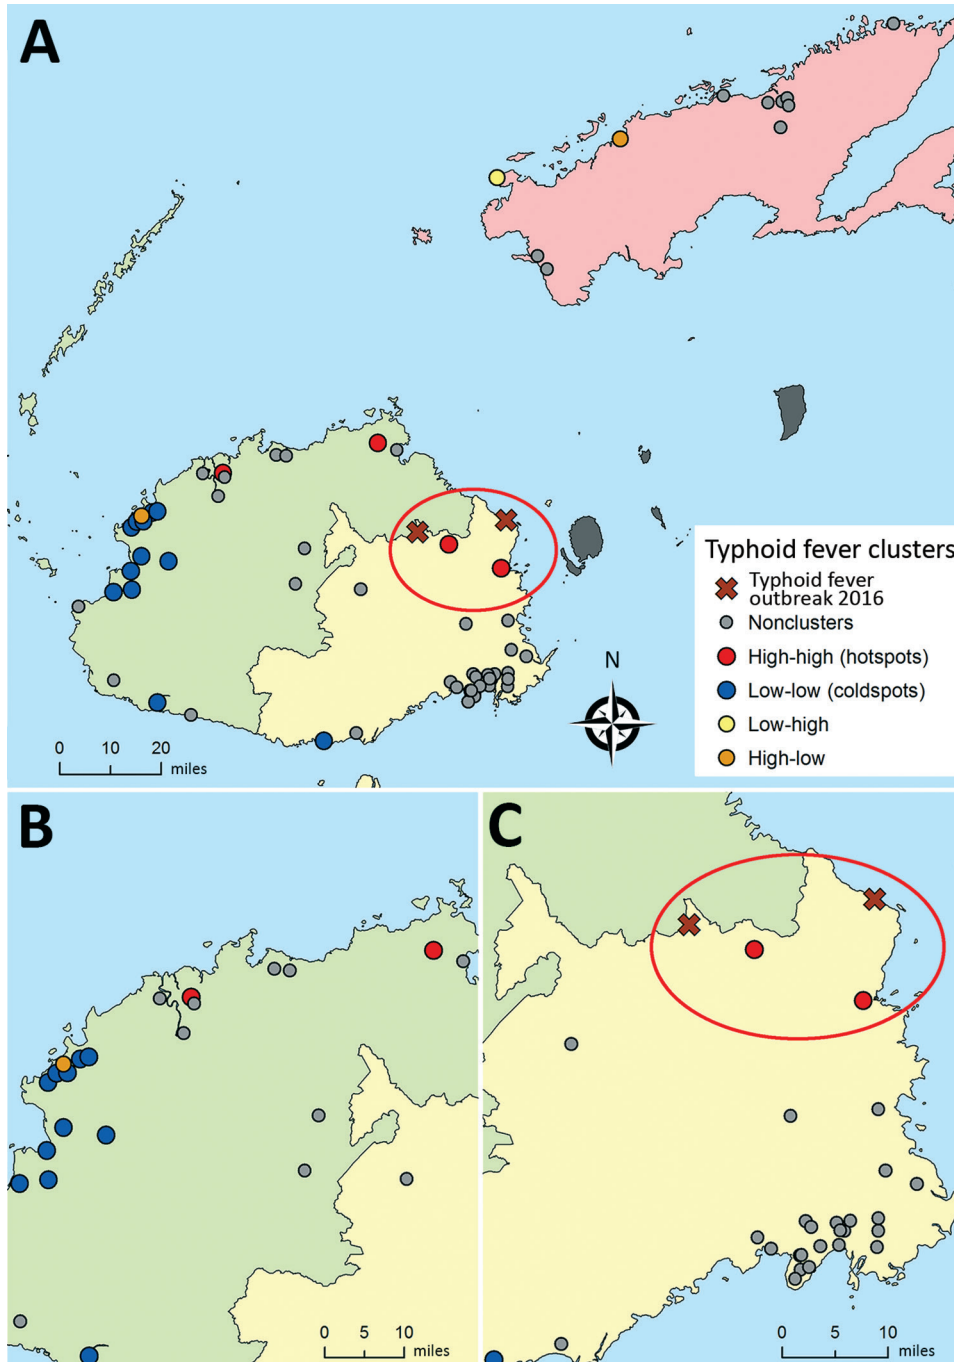 A
Typhoid fever clusters
Typhoid fever
outbreak 2016
Nonclusters
High-high (hotspots)
Low-low (coldspots)
Low-high
High-low
N
0 10 20
miles
B
0 5 10
miles
C
0 5 10
miles